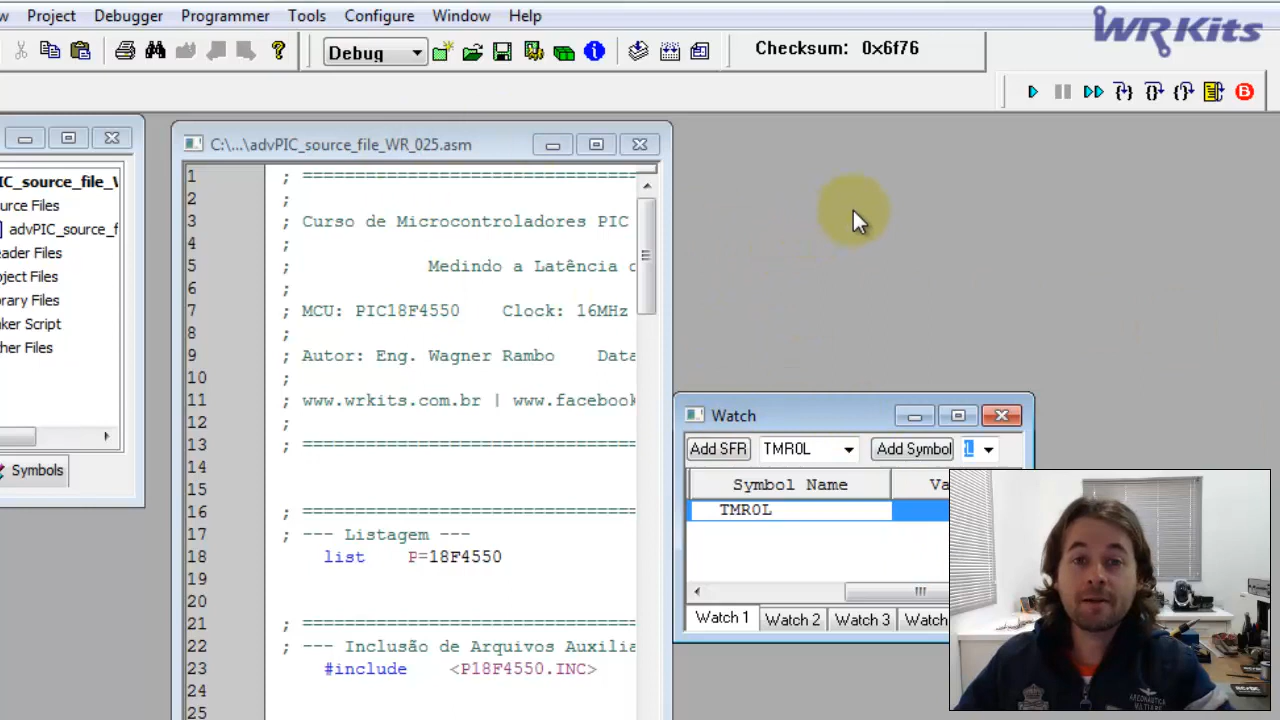 w Project Debugger Programmer Tools Configure Window Help
WR Kits
Debug
Checksum: 0x6f76
C:\...\advPIC_source_file_WR_025.asm
IC_source_file_\
urce Files
advPIC_source_f
eader Files
oject Files
brary Files
ker Script
her Files
Symbols
1 ; ================================
2 ;
3 ; Curso de Microcontroladores PIC
4 ;
5 ; Medindo a Latência
6 ;
7 ; MCU: PIC18F4550 Clock: 16MHz
8 ;
9 ; Autor: Eng. Wagner Rambo Data
10 ;
11 ; www.wrkits.com.br | www.facebook
12 ;
13 ; ================================
14
15
16 ; ================================
17 ; --- Listagem ---
18 list P=18F4550
19
20
21 ; ================================
22 ; --- Inclusão de Arquivos Auxilia
23 #include <P18F4550.INC>
24
25
Watch
Add SFR TMR0L Add Symbol
Symbol Name Va
TMR0L
Watch 1 Watch 2 Watch 3 Watch